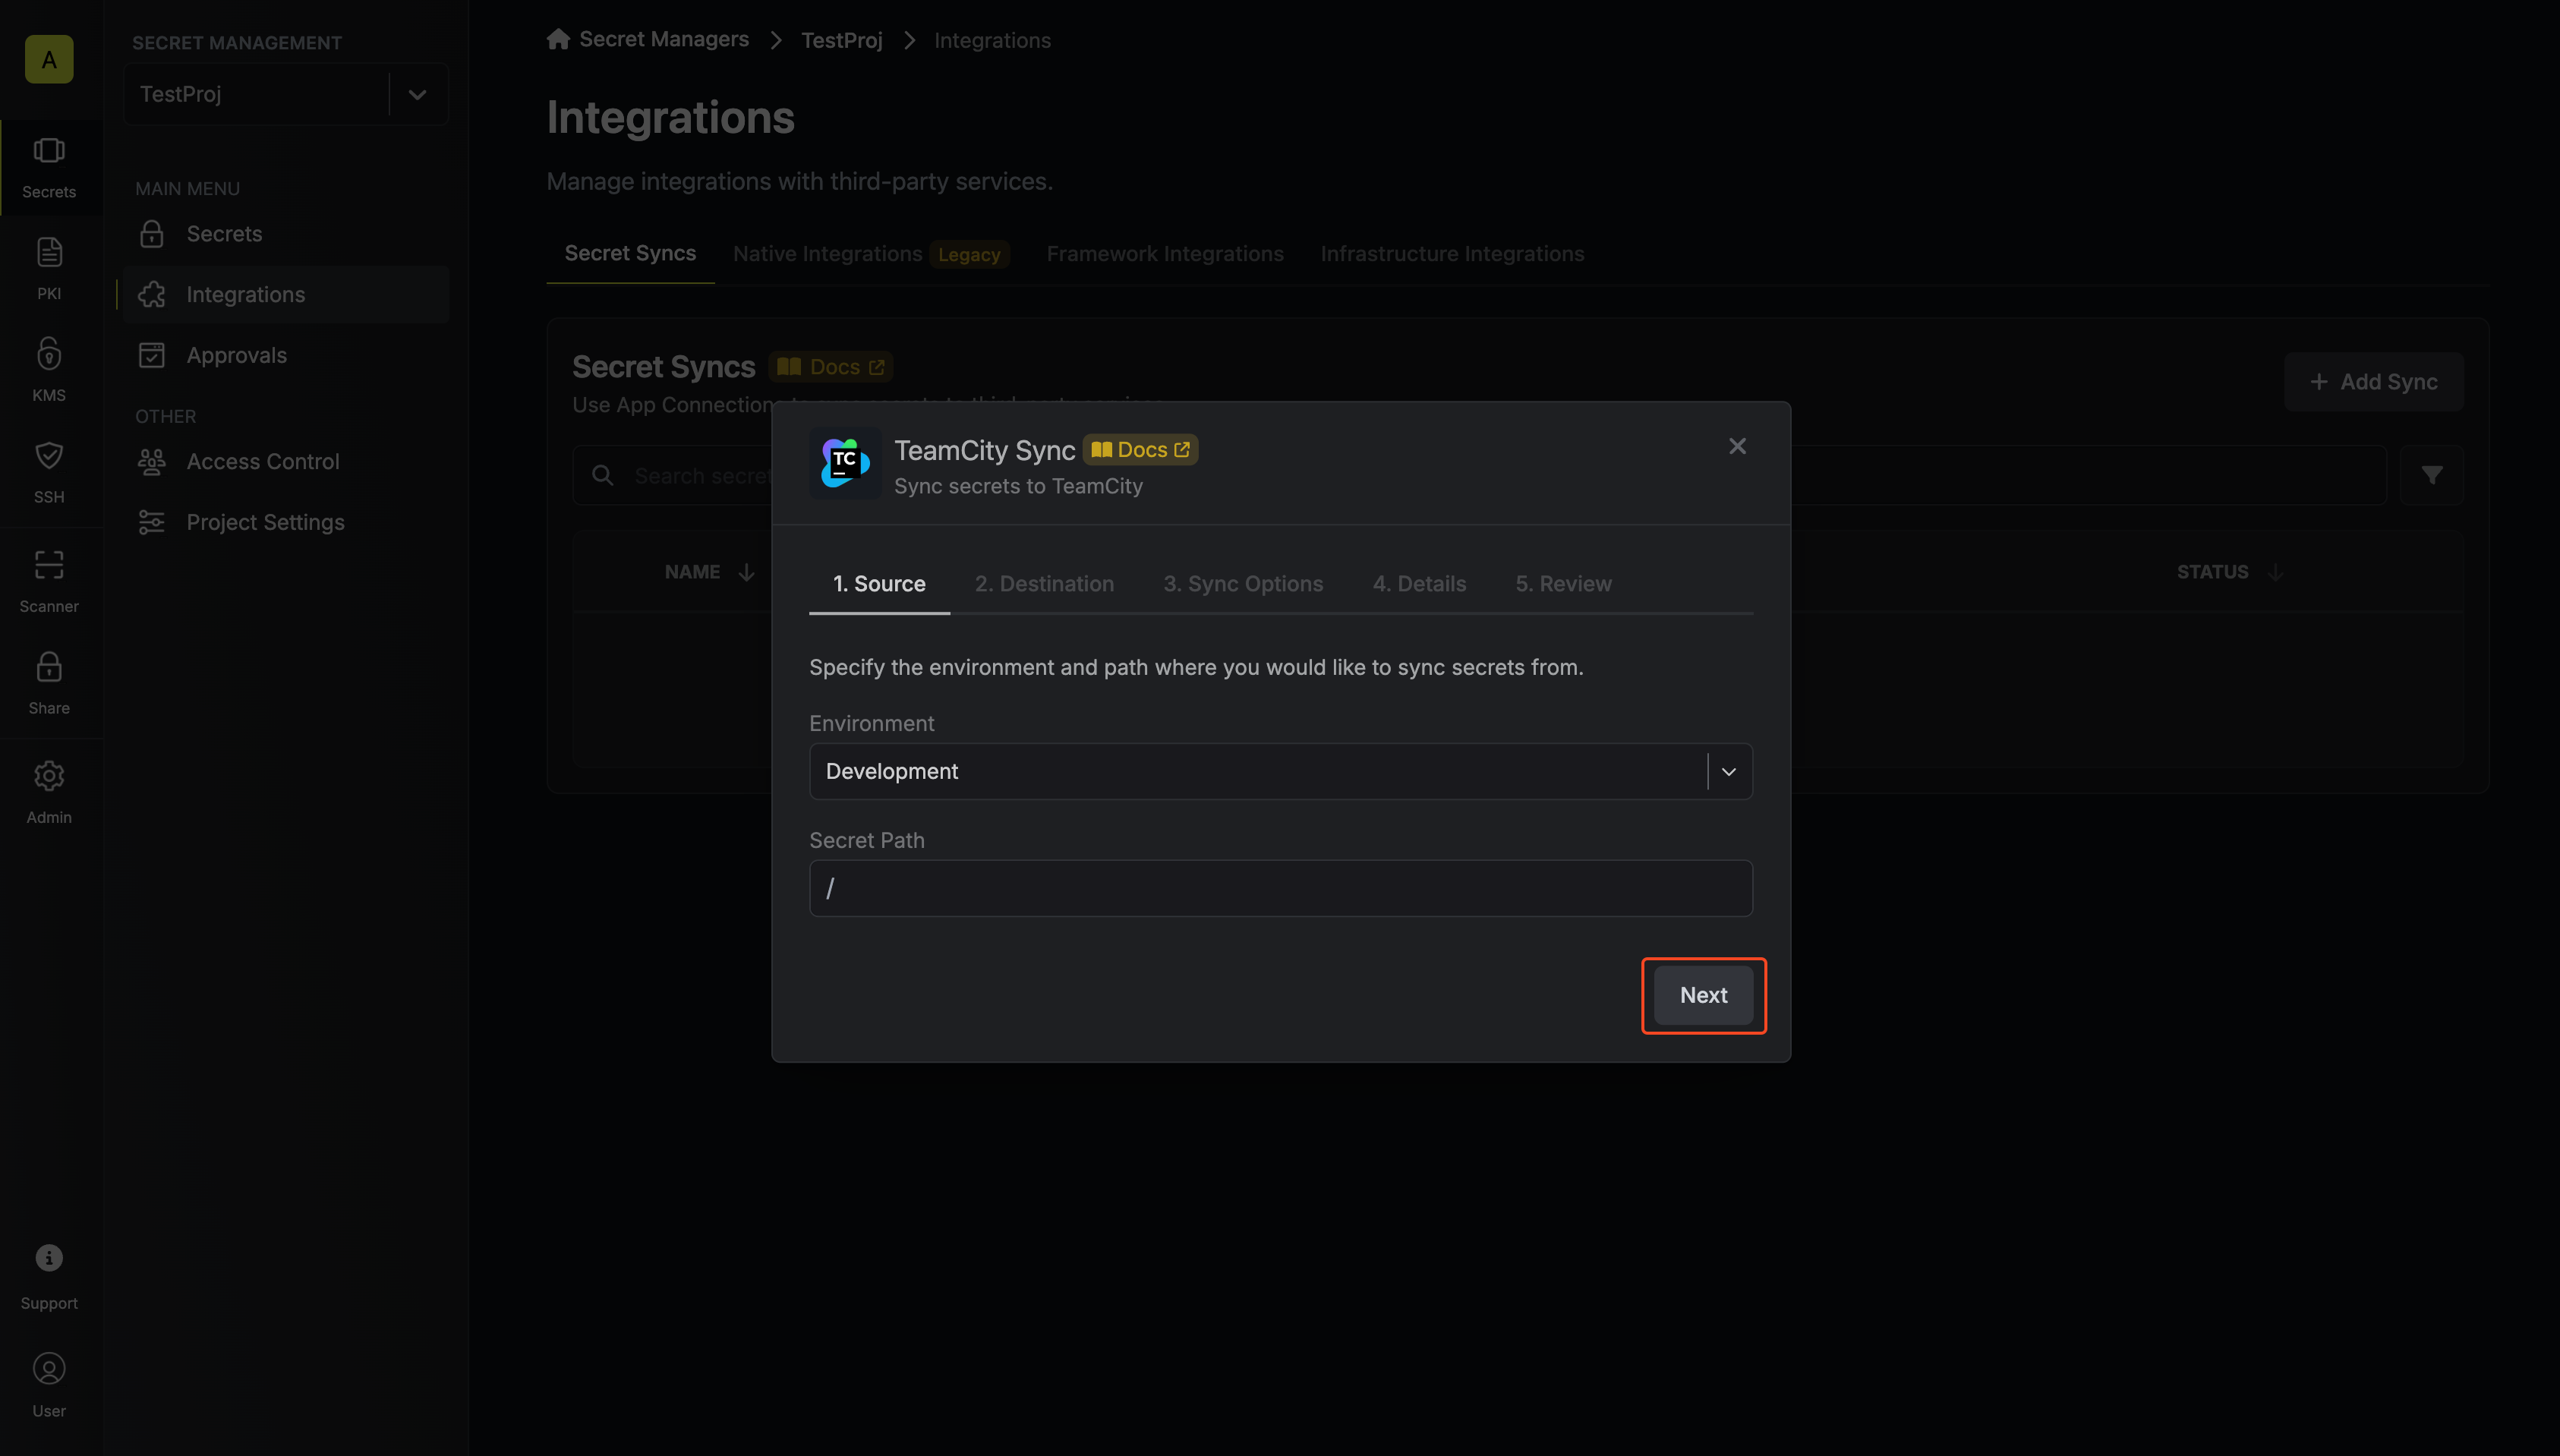 A
Secrets
PKI
KMS
SSH
Scanner
Share
Admin
Support
User
SECRET MANAGEMENT
TestProj
MAIN MENU
Secrets
Integrations
Approvals
OTHER
Access Control
Project Settings
Secret Managers TestProj Integrations
Integrations
Manage integrations with third-party services.
Secret Syncs Native Integrations Legacy Framework Integrations Infrastructure Integrations
Secret Syncs Docs
+ Add Sync
Use App Connection
Search secret
NAME STATUS
TC
TeamCity Sync Docs
Sync secrets to TeamCity
1. Source 2. Destination 3. Sync Options 4. Details 5. Review
Specify the environment and path where you would like to sync secrets from.
Environment
Development
Secret Path
/
Next